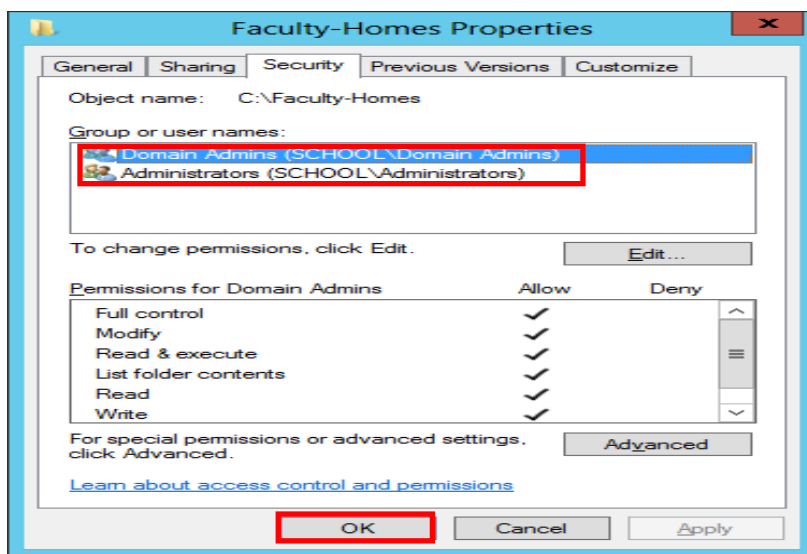 Faculty-Homes Properties
x
General Sharing Security Previous Versions Customize
Object name: C:\Faculty-Homes
Group or user names:
Domain Admins (SCHOOL\Domain Admins)
Administrators (SCHOOL\Administrators)
To change permissions, click Edit. Edit...
Permissions for Domain Admins Allow Deny
Full control
Modify
Read & execute
List folder contents
Read
Write
For special permissions or advanced settings, Advanced
click Advanced.
Learn about access control and permissions
OK Cancel Apply